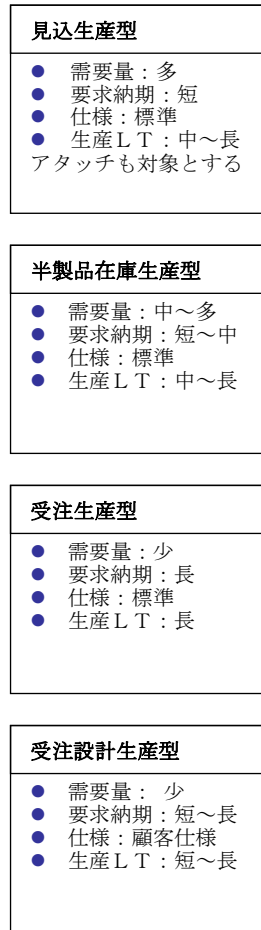 見込生産型
● 需要量：多
● 要求納期：短
● 仕様：標準
● 生産ＬＴ：中～長
アタッチも対象とする
半製品在庫生産型
● 需要量：中～多
● 要求納期：短～中
● 仕様：標準
● 生産ＬＴ：中～長
受注生産型
● 需要量：少
● 要求納期：長
● 仕様：標準
● 生産ＬＴ：長
受注設計生産型
● 需要量： 少
● 要求納期：短～長
● 仕様：顧客仕様
● 生産ＬＴ：短～長